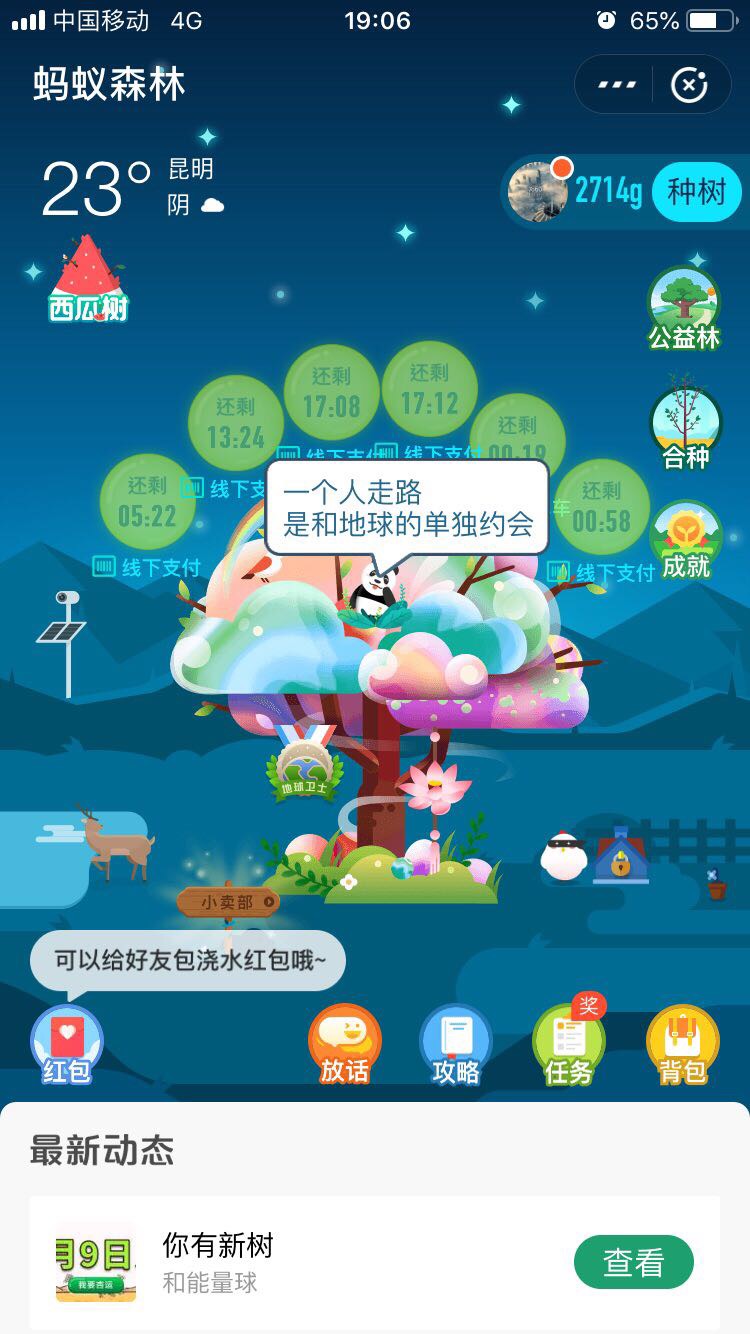 中国移动 4G 19:06 65%
蚂蚁森林
23° 昆明
阴
2714g 种树
西瓜树
公益林
还剩
17:08
还剩
17:12
还剩
13:24
还剩
00:19
还剩
05:22
还剩
00:58
线下支付
线下支付
线下支
车
线下支付
线下支付
合种
成就
一个人走路
是和地球的单独约会
地球卫士
小卖部
可以给好友包浇水红包哦~
红包
放话
攻略
奖
任务
背包
最新动态
月9日
我要杏运
你有新树
和能量球
查看